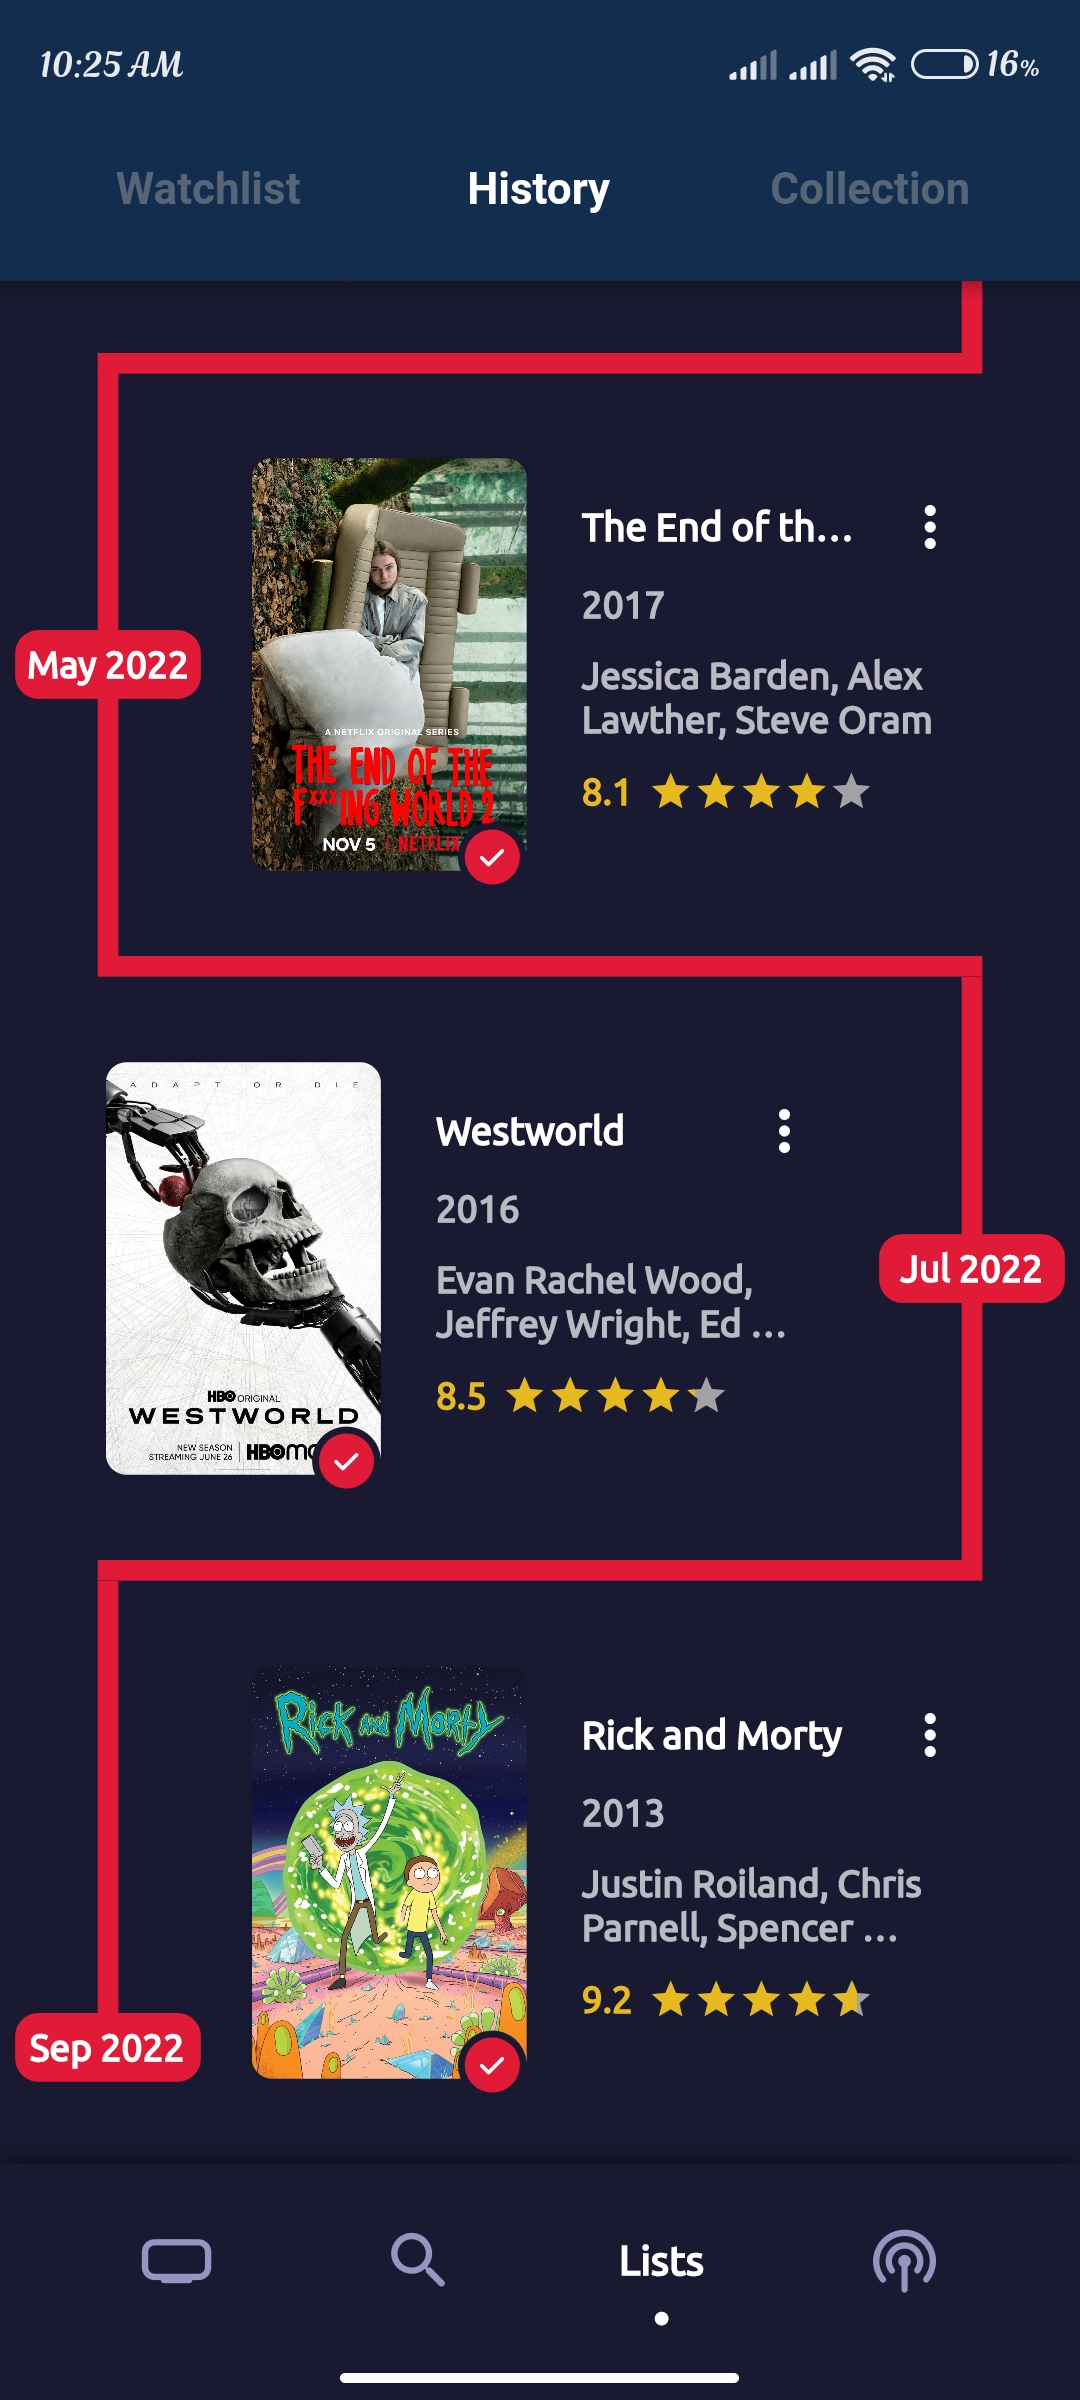 10:25 AM
16%
Watchlist
History
Collection
A NETFLIX ORIGINAL SERIES
THE END OF THE
F***ING WORLD 2
NOV 5 | NETFLIX
The End of th...
2017
Jessica Barden, Alex
Lawther, Steve Oram
8.1
May 2022
ADAPT OR DIE
HBO ORIGINAL
WESTWORLD
NEW SEASON
STREAMING JUNE 26
HBO
Westworld
2016
Evan Rachel Wood,
Jeffrey Wright, Ed ...
8.5
Jul 2022
Rick and Morty
Rick and Morty
2013
Justin Roiland, Chris
Parnell, Spencer ...
9.2
Sep 2022
Lists